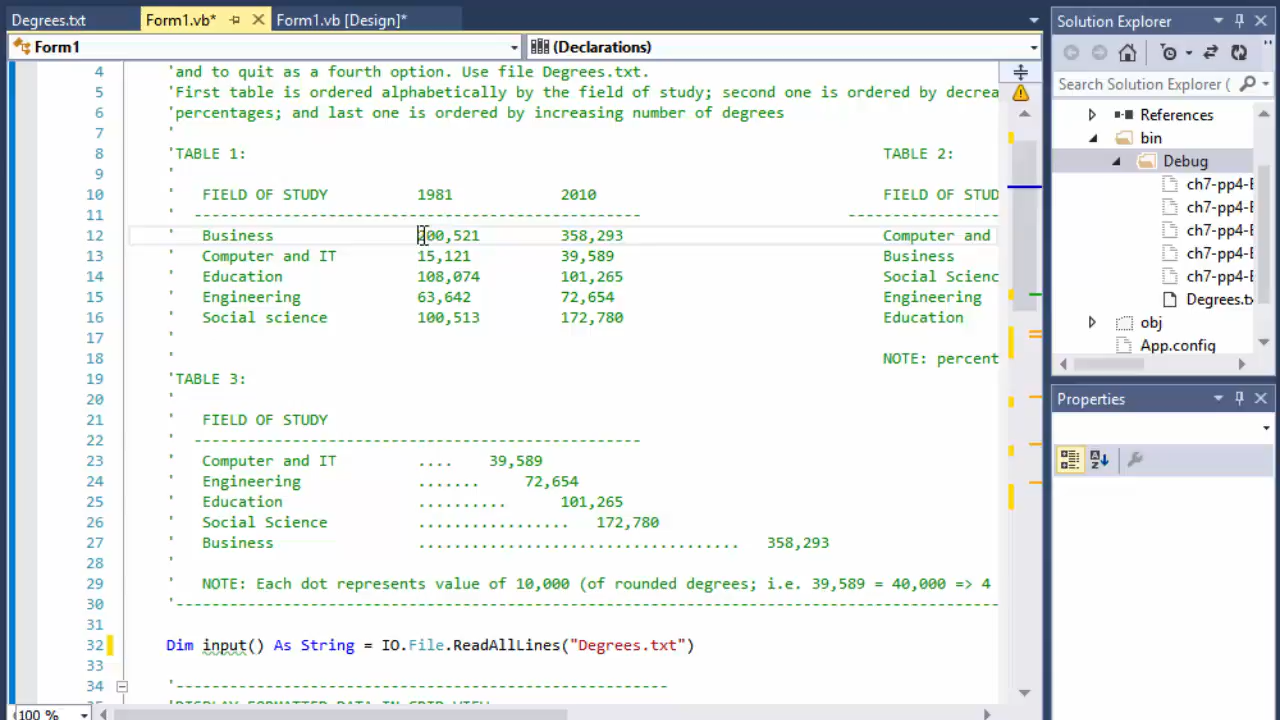 Degrees.txt Form1.vb* Form1.vb [Design]* Solution Explorer
Form1 (Declarations)
Search Solution Explorer (
4 'and to quit as a fourth option. Use file Degrees.txt.
5 'First table is ordered alphabetically by the field of study; second one is ordered by decrea
6 'percentages; and last one is ordered by increasing number of degrees
7 '
8 'TABLE 1: TABLE 2:
9 '
10 ' FIELD OF STUDY 1981 2010 FIELD OF STUD
11 ' -------------------------------------------------- -----------------
12 ' Business 200,521 358,293 Computer and
13 ' Computer and IT 15,121 39,589 Business
14 ' Education 108,074 101,265 Social Scienc
15 ' Engineering 63,642 72,654 Engineering
16 ' Social science 100,513 172,780 Education
17 '
18 ' NOTE: percent
19 'TABLE 3:
20 '
21 ' FIELD OF STUDY
22 ' --------------------------------------------------
23 ' Computer and IT .... 39,589
24 ' Engineering ....... 72,654
25 ' Education .......... 101,265
26 ' Social Science ................. 172,780
27 ' Business .................................... 358,293
28 '
29 ' NOTE: Each dot represents value of 10,000 (of rounded degrees; i.e. 39,589 = 40,000 => 4
30 '--------------------------------------------------------------------------------------------
31
32 Dim input() As String = IO.File.ReadAllLines("Degrees.txt")
33
34 '-------------------------------------------------------
100 %
References
bin
Debug
ch7-pp4-E
ch7-pp4-E
ch7-pp4-E
ch7-pp4-E
Degrees.tx
obj
App.config
Properties